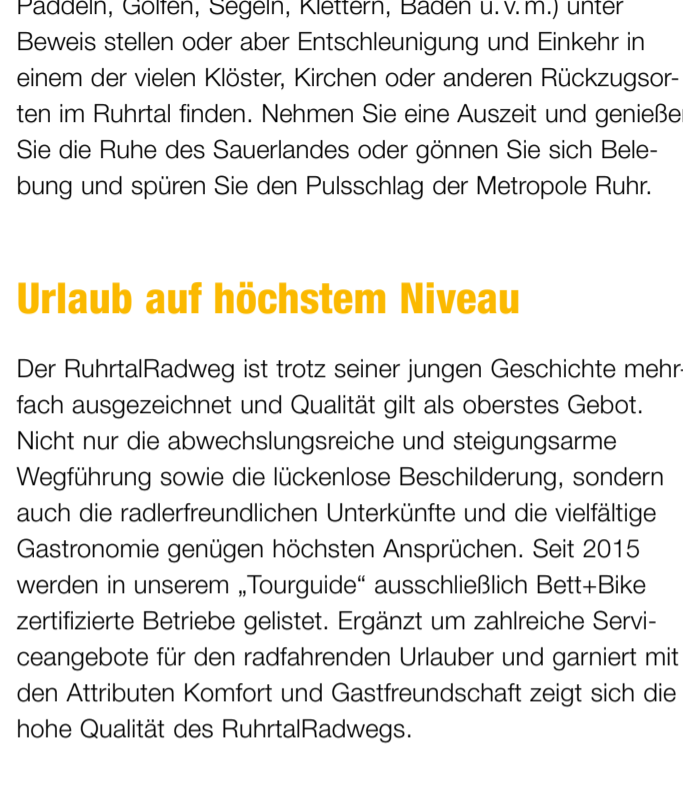 Paddeln, Golfen, Segeln, Klettern, Baden u. v. m.) unter
Beweis stellen oder aber Entschleunigung und Einkehr in
einem der vielen Klöster, Kirchen oder anderen Rückzugsor-
ten im Ruhrtal finden. Nehmen Sie eine Auszeit und genieße
Sie die Ruhe des Sauerlandes oder gönnen Sie sich Bele-
bung und spüren Sie den Pulsschlag der Metropole Ruhr.
Urlaub auf höchstem Niveau
Der RuhrtalRadweg ist trotz seiner jungen Geschichte mehr-
fach ausgezeichnet und Qualität gilt als oberstes Gebot.
Nicht nur die abwechslungsreiche und steigungsarme
Wegführung sowie die lückenlose Beschilderung, sondern
auch die radlerfreundlichen Unterkünfte und die vielfältige
Gastronomie genügen höchsten Ansprüchen. Seit 2015
werden in unserem „Tourguide“ ausschließlich Bett+Bike
zertifizierte Betriebe gelistet. Ergänzt um zahlreiche Servi-
ceangebote für den radfahrenden Urlauber und garniert mit
den Attributen Komfort und Gastfreundschaft zeigt sich die
hohe Qualität des RuhrtalRadwegs.